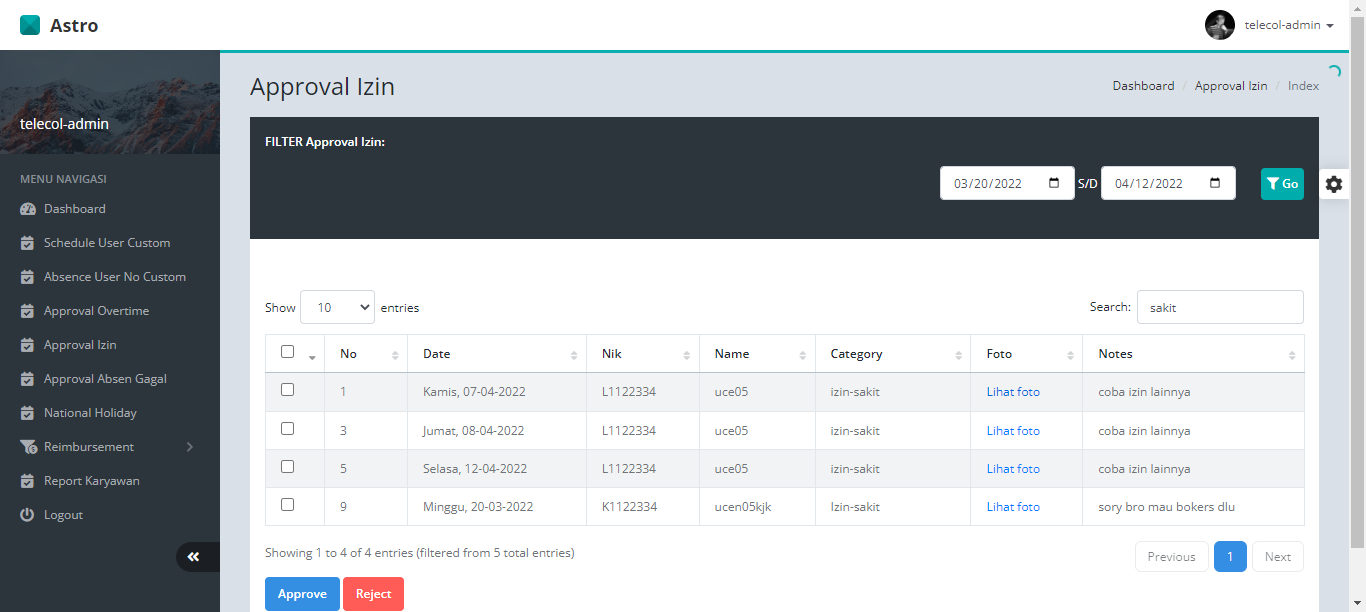 Astro
telecol-admin
telecol-admin
MENU NAVIGASI
Dashboard
Schedule User Custom
Absence User No Custom
Approval Overtime
Approval Izin
Approval Absen Gagal
National Holiday
Reimbursement
Report Karyawan
Logout
Approval Izin
Dashboard / Approval Izin / Index
FILTER Approval Izin:
03/20/2022 S/D 04/12/2022 Go
Show 10 entries
Search: sakit
No Date Nik Name Category Foto Notes
1 Kamis, 07-04-2022 L1122334 uce05 izin-sakit Lihat foto coba izin lainnya
3 Jumat, 08-04-2022 L1122334 uce05 izin-sakit Lihat foto coba izin lainnya
5 Selasa, 12-04-2022 L1122334 uce05 izin-sakit Lihat foto coba izin lainnya
9 Minggu, 20-03-2022 K1122334 ucen05kjk Izin-sakit Lihat foto sory bro mau bokers dlu
Showing 1 to 4 of 4 entries (filtered from 5 total entries)
Previous 1 Next
Approve Reject